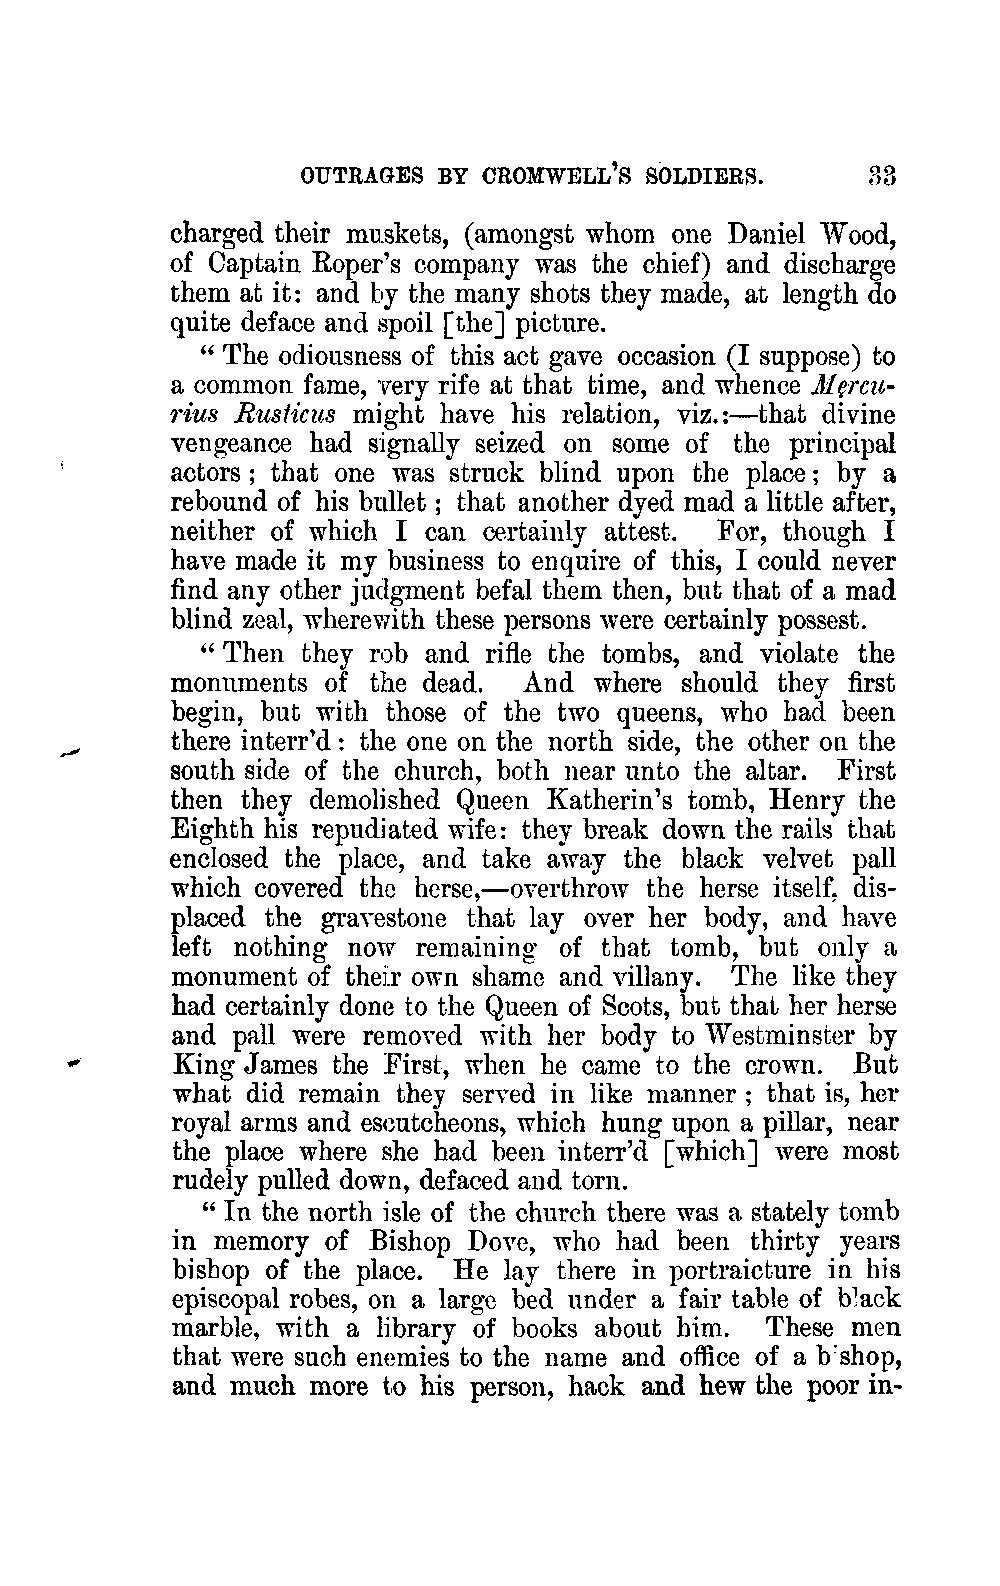 OUTRAGES BY CROMWELL'S SOLDIERS. 33
charged their muskets, (amongst whom one Daniel Wood,
of Captain Roper's company was the chief) and discharge
them at it: and by the many shots they made, at length do
quite deface and spoil [the] picture.
“ The odiousness of this act gave occasion (I suppose) to
a common fame, very rife at that time, and whence Mercu-
rius Rusticus might have his relation, viz.:—that divine
vengeance had signally seized on some of the principal
actors ; that one was struck blind upon the place ; by a
rebound of his bullet ; that another dyed mad a little after,
neither of which I can certainly attest. For, though I
have made it my business to enquire of this, I could never
find any other judgment befal them then, but that of a mad
blind zeal, wherewith these persons were certainly possest.
“ Then they rob and rifle the tombs, and violate the
monuments of the dead. And where should they first
begin, but with those of the two queens, who had been
there interr'd : the one on the north side, the other on the
south side of the church, both near unto the altar. First
then they demolished Queen Katherin's tomb, Henry the
Eighth his repudiated wife: they break down the rails that
enclosed the place, and take away the black velvet pall
which covered the herse,—overthrow the herse itself, dis-
placed the gravestone that lay over her body, and have
left nothing now remaining of that tomb, but only a
monument of their own shame and villany. The like they
had certainly done to the Queen of Scots, but that her herse
and pall were removed with her body to Westminster by
King James the First, when he came to the crown. But
what did remain they served in like manner ; that is, her
royal arms and escutcheons, which hung upon a pillar, near
the place where she had been interr'd [which] were most
rudely pulled down, defaced and torn.
“ In the north isle of the church there was a stately tomb
in memory of Bishop Dove, who had been thirty years
bishop of the place. He lay there in portraicture in his
episcopal robes, on a large bed under a fair table of black
marble, with a library of books about him. These men
that were such enemies to the name and office of a bishop,
and much more to his person, hack and hew the poor in-